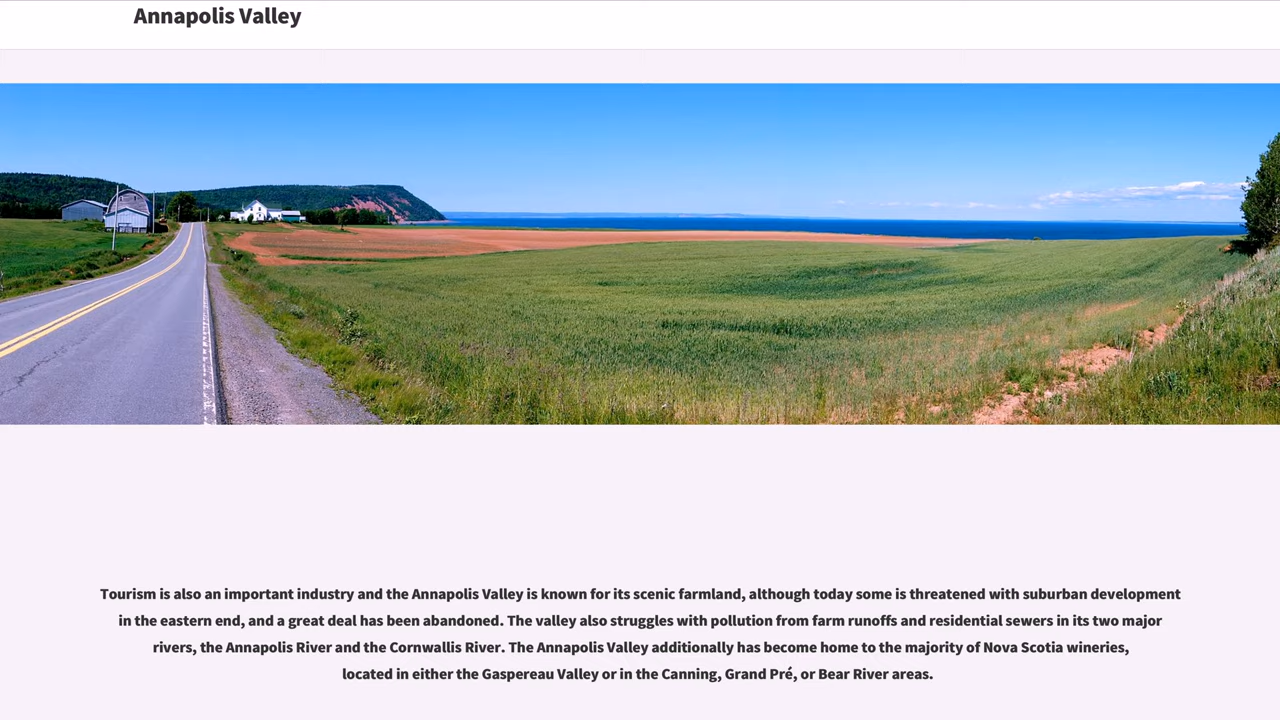 Annapolis Valley
Tourism is also an important industry and the Annapolis Valley is known for its scenic farmland, although today some is threatened with suburban development
in the eastern end, and a great deal has been abandoned. The valley also struggles with pollution from farm runoffs and residential sewers in its two major
rivers, the Annapolis River and the Cornwallis River. The Annapolis Valley additionally has become home to the majority of Nova Scotia wineries,
located in either the Gaspereau Valley or in the Canning, Grand Pré, or Bear River areas.